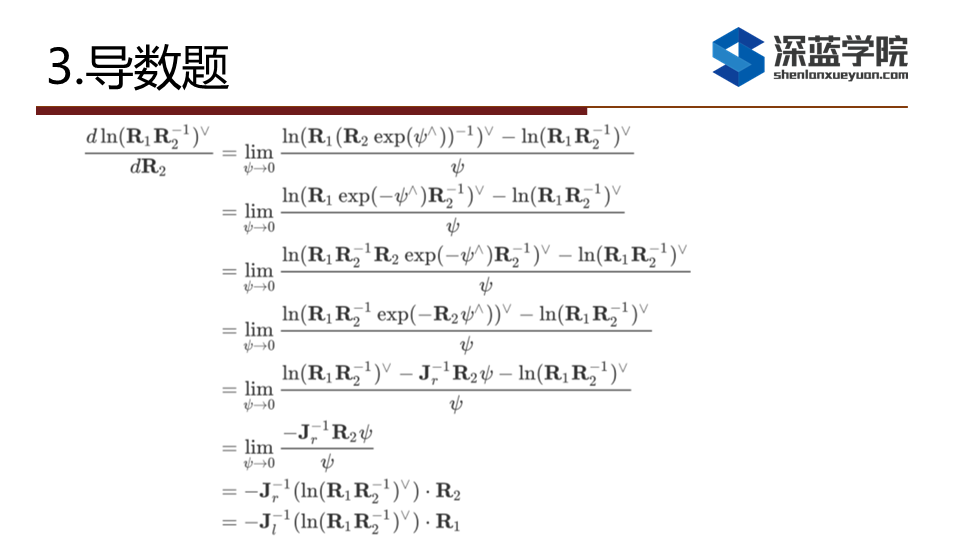 3.导数题
深蓝学院
shenlanxueyuan.com
\frac{d\ln(\mathbf{R}_1\mathbf{R}_2^{-1})^\vee}{d\mathbf{R}_2} = \lim_{\psi\to 0} \frac{\ln(\mathbf{R}_1(\mathbf{R}_2\exp(\psi^\wedge))^{-1})^\vee - \ln(\mathbf{R}_1\mathbf{R}_2^{-1})^\vee}{\psi}
= \lim_{\psi\to 0} \frac{\ln(\mathbf{R}_1\exp(-\psi^\wedge)\mathbf{R}_2^{-1})^\vee - \ln(\mathbf{R}_1\mathbf{R}_2^{-1})^\vee}{\psi}
= \lim_{\psi\to 0} \frac{\ln(\mathbf{R}_1\mathbf{R}_2^{-1}\mathbf{R}_2\exp(-\psi^\wedge)\mathbf{R}_2^{-1})^\vee - \ln(\mathbf{R}_1\mathbf{R}_2^{-1})^\vee}{\psi}
= \lim_{\psi\to 0} \frac{\ln(\mathbf{R}_1\mathbf{R}_2^{-1}\exp(-\mathbf{R}_2\psi^\wedge))^\vee - \ln(\mathbf{R}_1\mathbf{R}_2^{-1})^\vee}{\psi}
= \lim_{\psi\to 0} \frac{\ln(\mathbf{R}_1\mathbf{R}_2^{-1})^\vee - \mathbf{J}_r^{-1}\mathbf{R}_2\psi - \ln(\mathbf{R}_1\mathbf{R}_2^{-1})^\vee}{\psi}
= \lim_{\psi\to 0} \frac{-\mathbf{J}_r^{-1}\mathbf{R}_2\psi}{\psi}
= -\mathbf{J}_r^{-1}(\ln(\mathbf{R}_1\mathbf{R}_2^{-1})^\vee) \cdot \mathbf{R}_2
= -\mathbf{J}_l^{-1}(\ln(\mathbf{R}_1\mathbf{R}_2^{-1})^\vee) \cdot \mathbf{R}_1